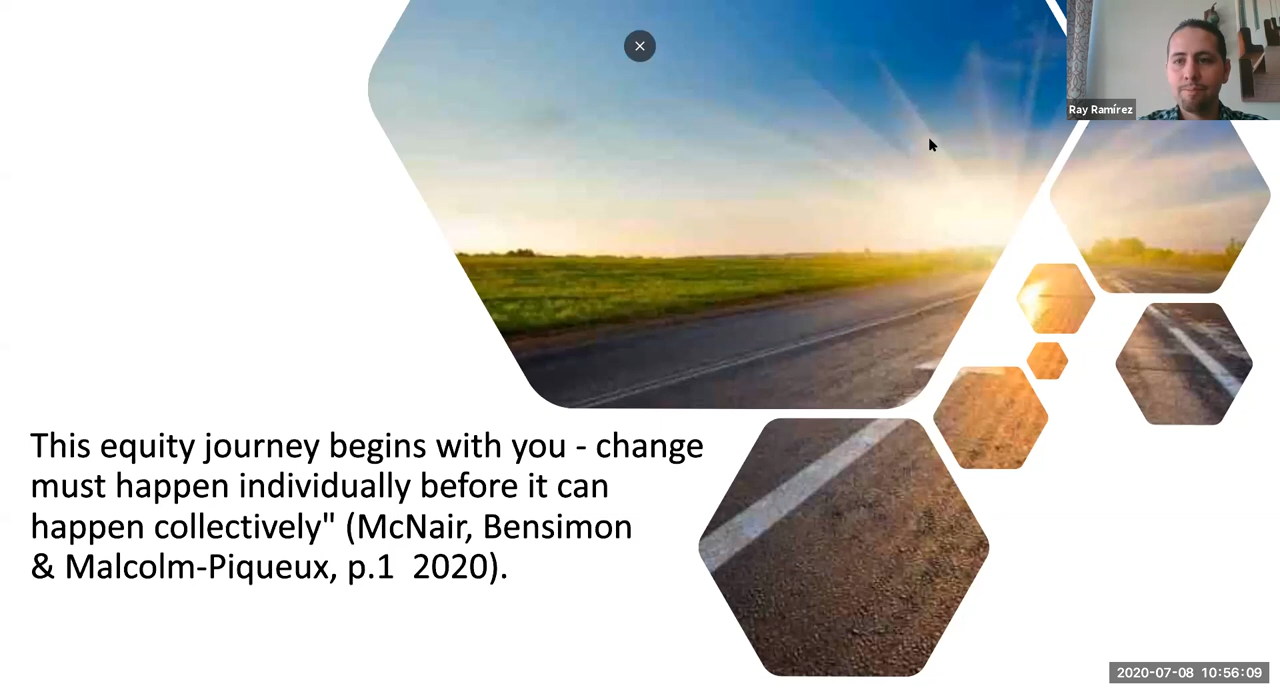 Ray Ramírez
This equity journey begins with you - change
must happen individually before it can
happen collectively" (McNair, Bensimon
& Malcolm-Piqueux, p.1  2020).
2020-07-08 10:56:09